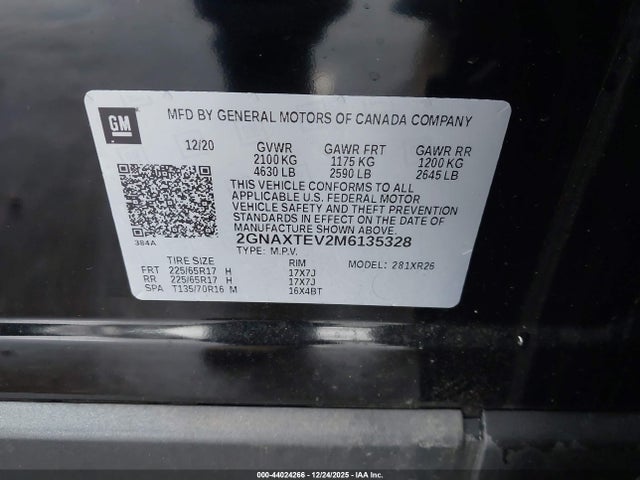 GM
MFD BY GENERAL MOTORS OF CANADA COMPANY
12/20 GVWR GAWR FRT GAWR RR
2100 KG 1175 KG 1200 KG
4630 LB 2590 LB 2645 LB
THIS VEHICLE CONFORMS TO ALL
APPLICABLE U.S. FEDERAL MOTOR
VEHICLE SAFETY AND THEFT PREVENTION
STANDARDS IN EFFECT ON THE DATE OF
384A
2GNAXTEV2M6135328
TYPE: M.P.V.
TIRE SIZE RIM MODEL: 281XR26
FRT 225/65R17 H 17X7J
RR 225/65R17 H 17X7J
SPA T135/70R16 M 16X4BT
000-44024266 - 12/24/2025 - IAA Inc.